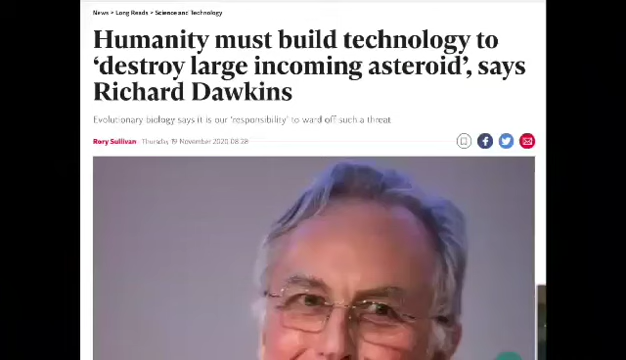 News > Long Reads > Science and Technology
Humanity must build technology to
‘destroy large incoming asteroid’, says
Richard Dawkins
Evolutionary biology says it is our ‘responsibility’ to ward off such a threat
Rory Sullivan Thursday 19 November 2020 08:38